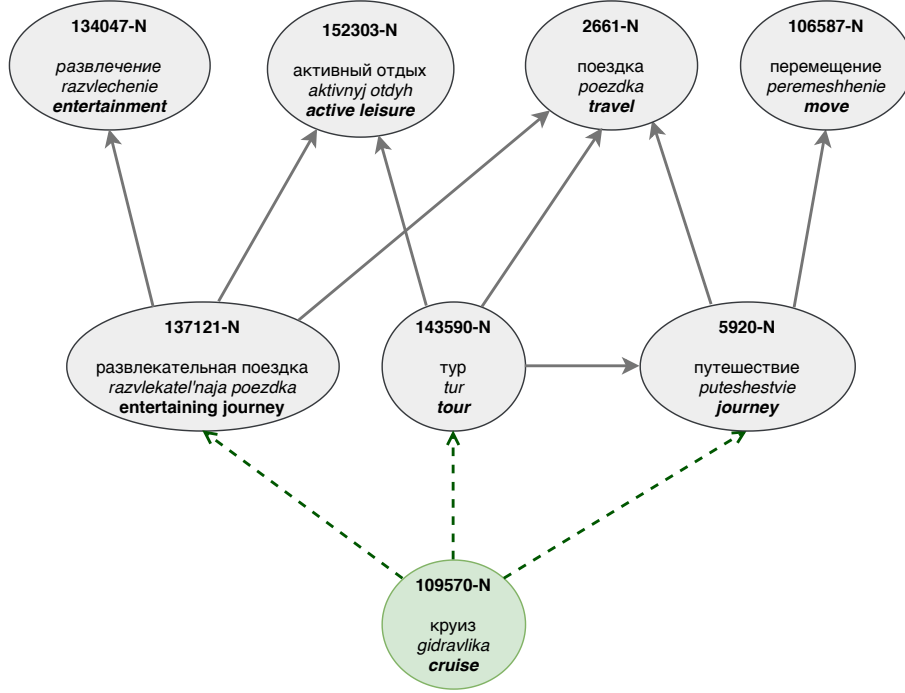 134047-N
развлечение
razvlechenie
entertainment
152303-N
активный отдых
aktivnyj otdyh
active leisure
2661-N
поездка
poezdka
travel
106587-N
перемещение
peremeshhenie
move
137121-N
развлекательная поездка
razvlekatel'naja poezdka
entertaining journey
143590-N
тур
tur
tour
5920-N
путешествие
puteshestvie
journey
109570-N
круиз
gidravlika
cruise